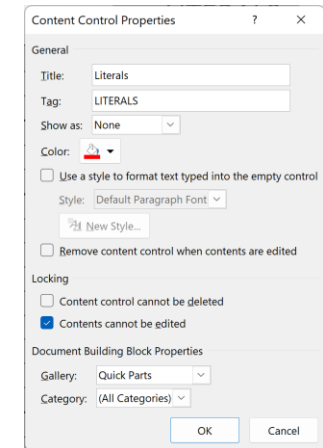 Content Control Properties ? ×
General
Title: Literals
Tag: LITERALS
Show as: None
Color:
Use a style to format text typed into the empty control
Style: Default Paragraph Font
New Style...
Remove content control when contents are edited
Locking
Content control cannot be deleted
Contents cannot be edited
Document Building Block Properties
Gallery: Quick Parts
Category: (All Categories)
OK Cancel